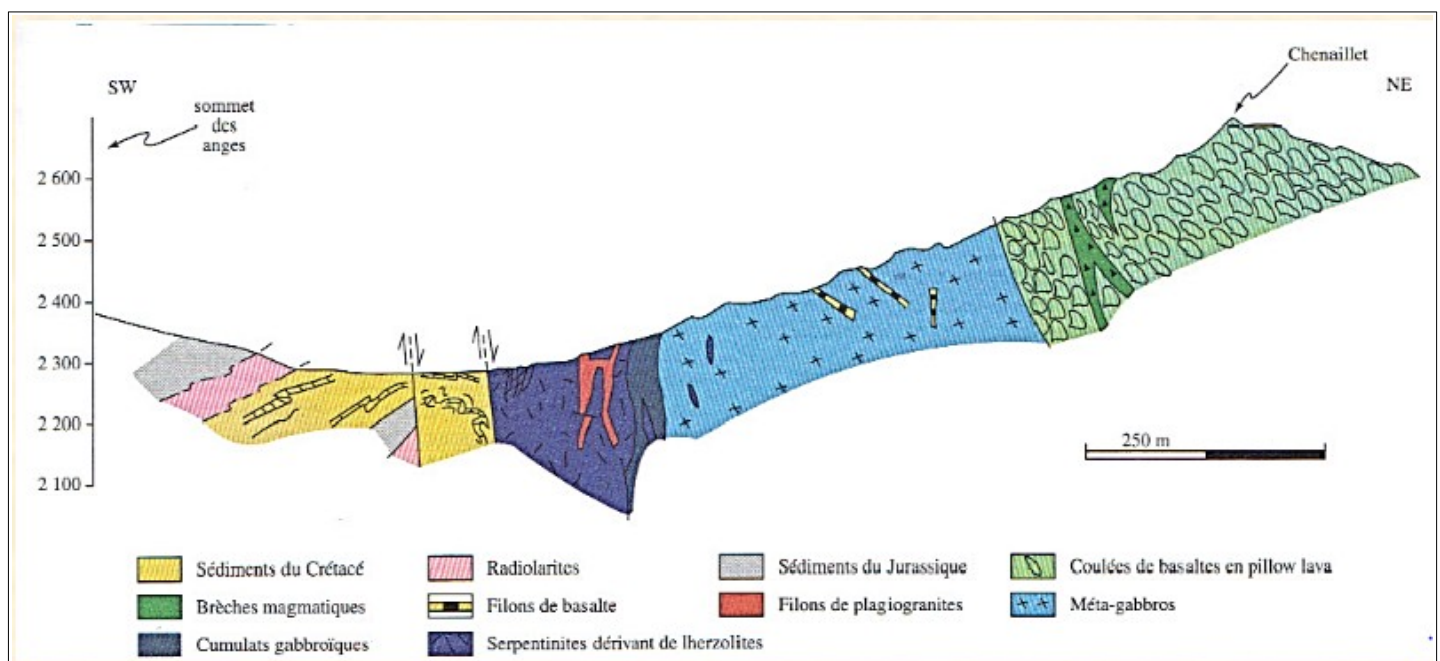 SW
sommet
des
anges
Chenaillet
NE
2 600
2 500
2 400
2 300
2 200
2 100
250 m
Sédiments du Crétacé
Radiolarites
Sédiments du Jurassique
Coulées de basaltes en pillow lava
Brèches magmatiques
Filons de basalte
Filons de plagiogranites
Méta-gabbros
Cumulats gabbroïques
Serpentinites dérivant de lherzolites